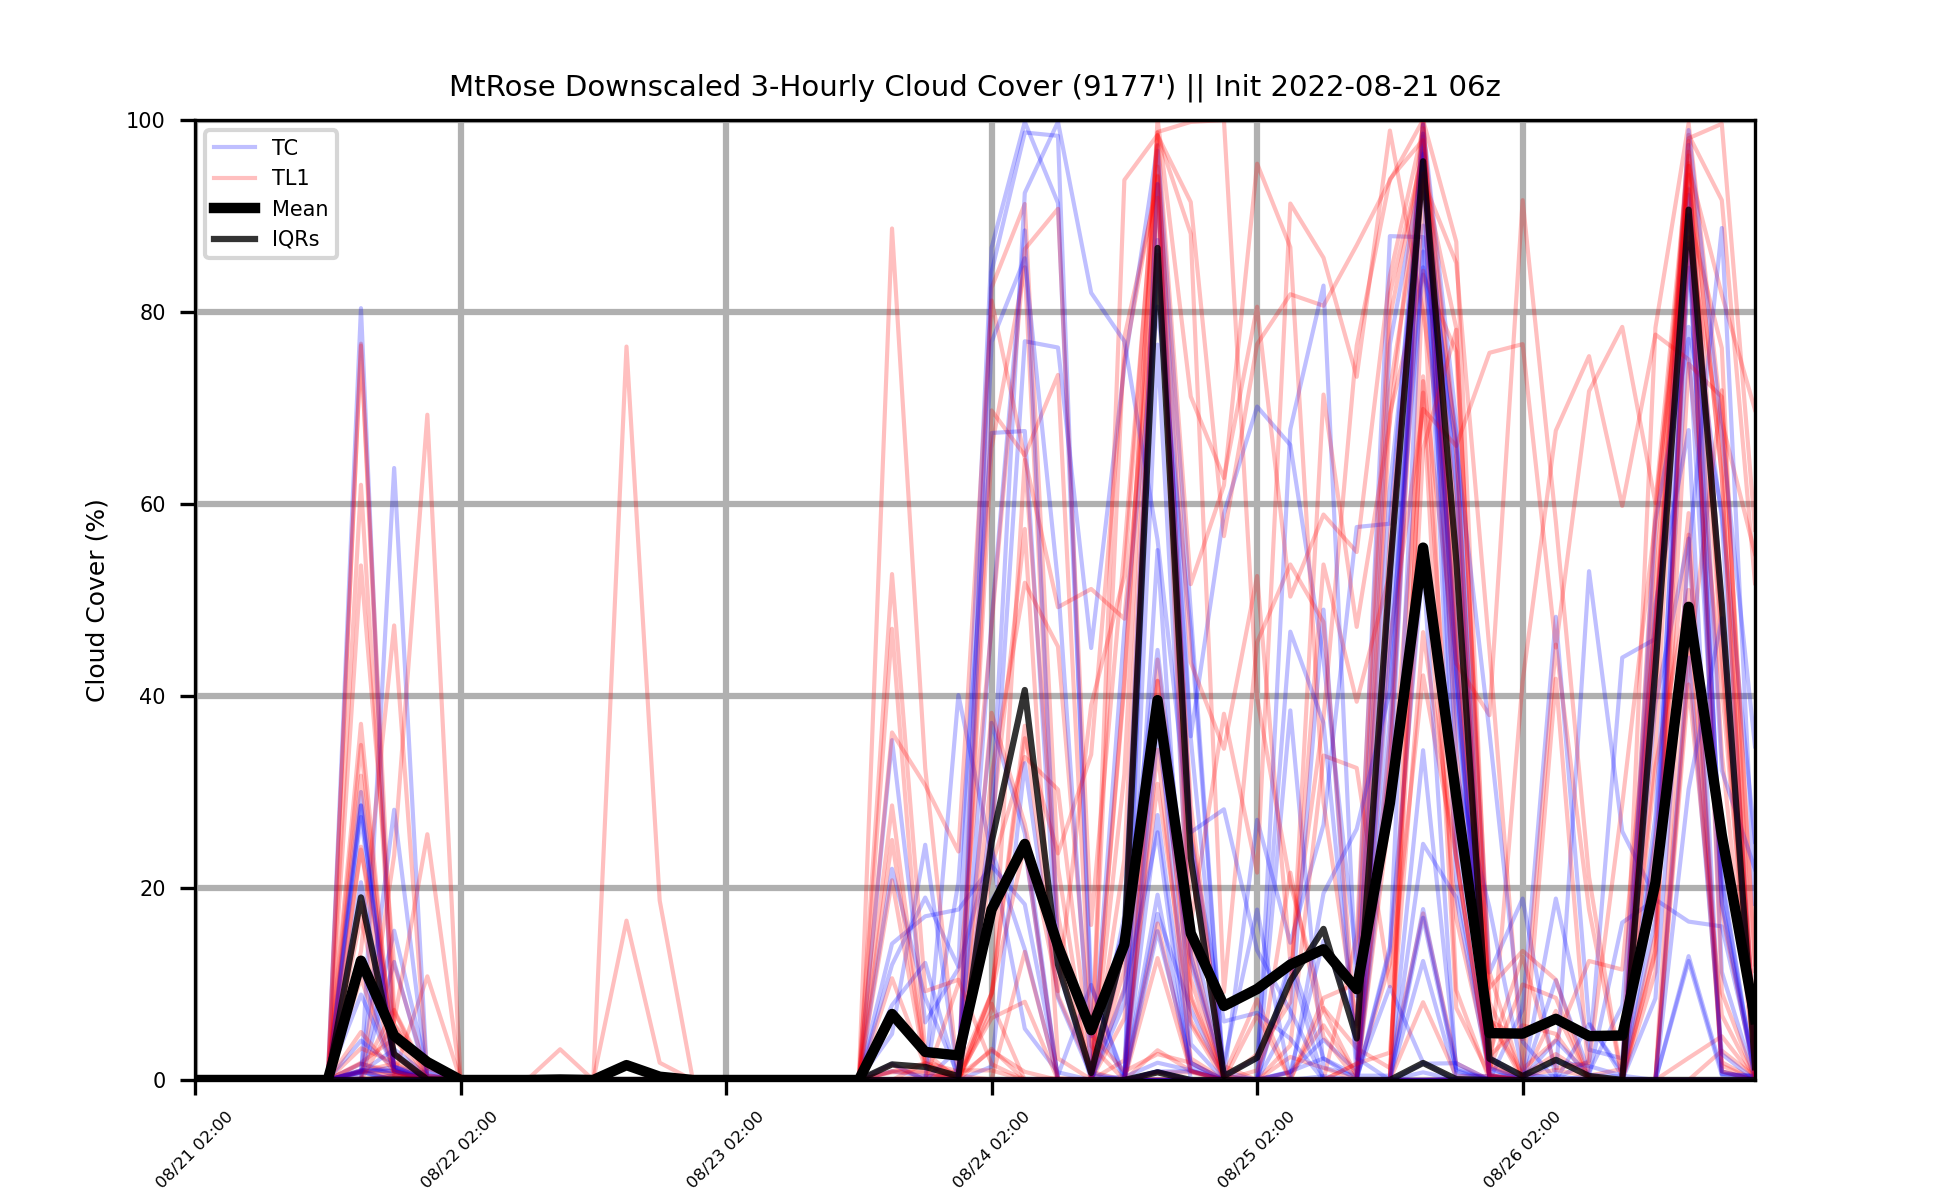 MtRose Downscaled 3-Hourly Cloud Cover (9177') || Init 2022-08-21 06z
100
80
60
40
20
0
Cloud Cover (%)
TC
TL1
Mean
IQRs
08/21 02:00
08/22 02:00
08/23 02:00
08/24 02:00
08/25 02:00
08/26 02:00